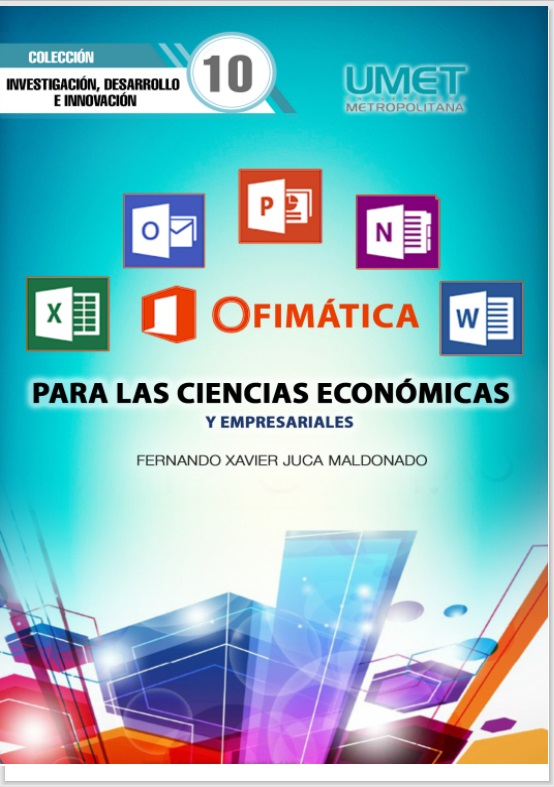 COLECCIÓN
INVESTIGACIÓN, DESARROLLO
E INNOVACIÓN
10
UMET
METROPOLITANA
P
O
N
X
OFIMÁTICA
W
PARA LAS CIENCIAS ECONÓMICAS
Y EMPRESARIALES
FERNANDO XAVIER JUCA MALDONADO